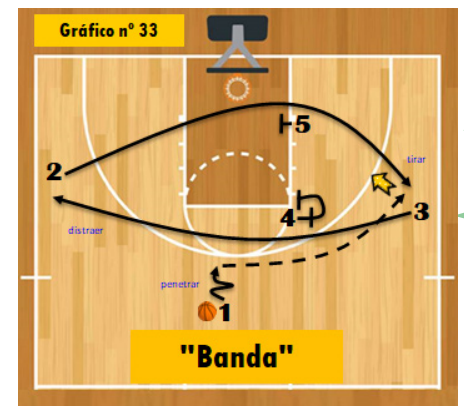 Gráfico nº 33
5
2
tirar
4
3
distraer
penetrar
1
"Banda"